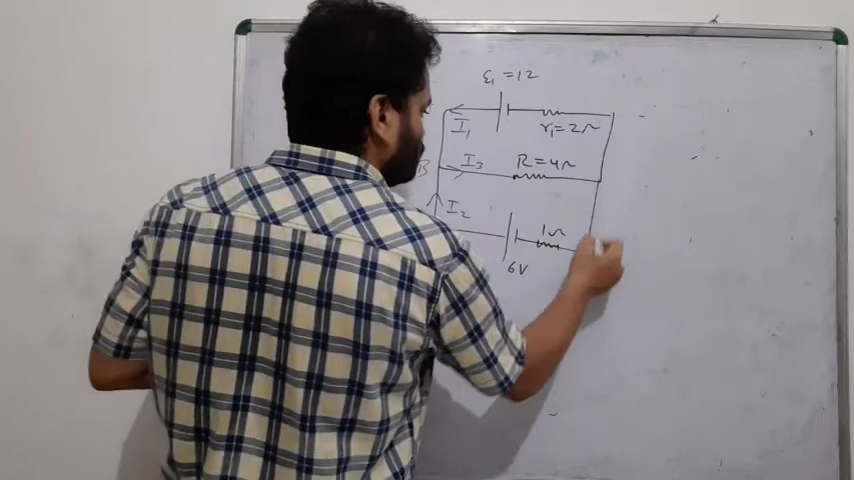 ε₁ = 12
I₁
r₁ = 2Ω
B
I₃
R = 4Ω
I₂
1Ω
6V